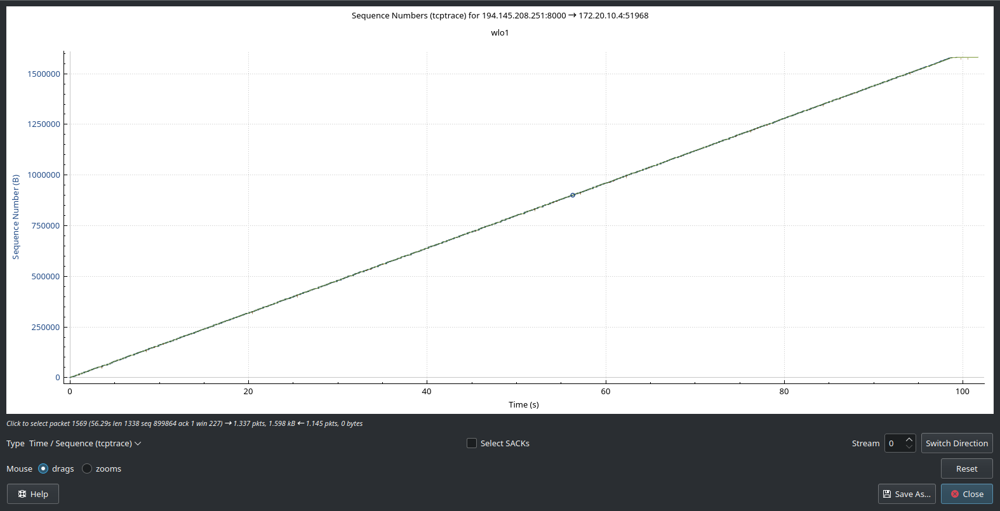 Sequence Numbers (tcptrace) for 194.145.208.251:8000 → 172.20.10.4:51968
wlo1
1500000
1250000
1000000
750000
500000
250000
0
Sequence Number (B)
0 20 40 60 80 100
Time (s)
Click to select packet 1569 (56.29s len 1338 seq 899864 ack 1 win 227) → 1.337 pkts, 1.598 kB ← 1.145 pkts, 0 bytes
Type Time / Sequence (tcptrace) Select SACKs Stream 0 Switch Direction
Mouse drags zooms Reset
Help Save As... Close